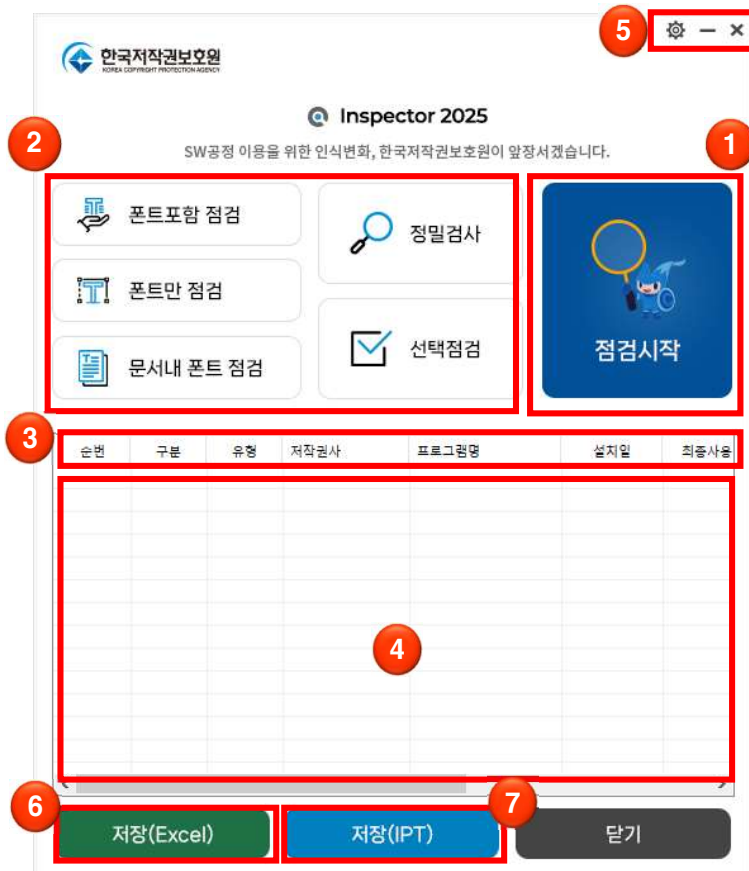 5
한국저작권보호원
KOREA COPYRIGHT PROTECTION AGENCY
Inspector 2025
2
SW공정 이용을 위한 인식변화, 한국저작권보호원이 앞장서겠습니다.
1
폰트포함 점검
정밀검사
폰트만 점검
선택점검
점검시작
문서내 폰트 점검
3
순번 구분 유형 저작권사 프로그램명 설치일 최종사용
4
6
7
저장(Excel) 저장(IPT) 닫기